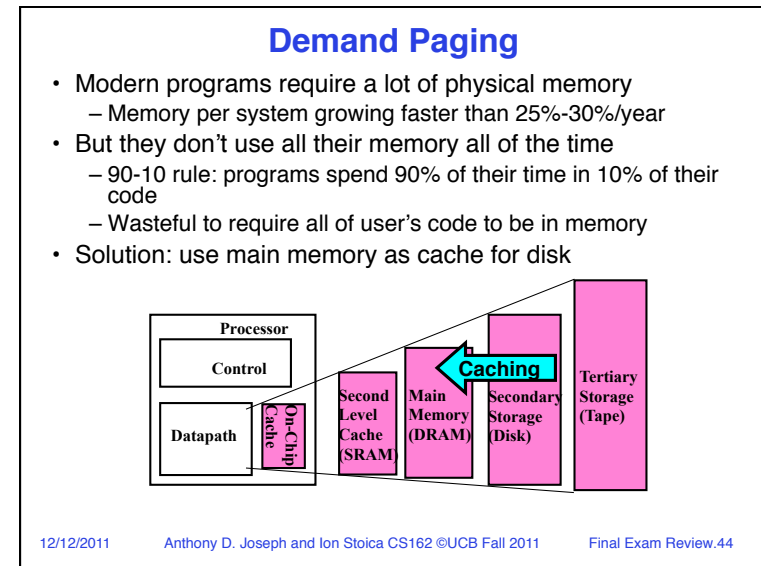 Demand Paging
• Modern programs require a lot of physical memory
– Memory per system growing faster than 25%-30%/year
• But they don't use all their memory all of the time
– 90-10 rule: programs spend 90% of their time in 10% of their
code
– Wasteful to require all of user's code to be in memory
• Solution: use main memory as cache for disk
Processor
Control
Datapath
On-Chip
Cache
Second
Level
Cache
(SRAM)
Main
Memory
(DRAM)
Caching
Secondary
Storage
(Disk)
Tertiary
Storage
(Tape)
12/12/2011 Anthony D. Joseph and Ion Stoica CS162 ©UCB Fall 2011 Final Exam Review.44